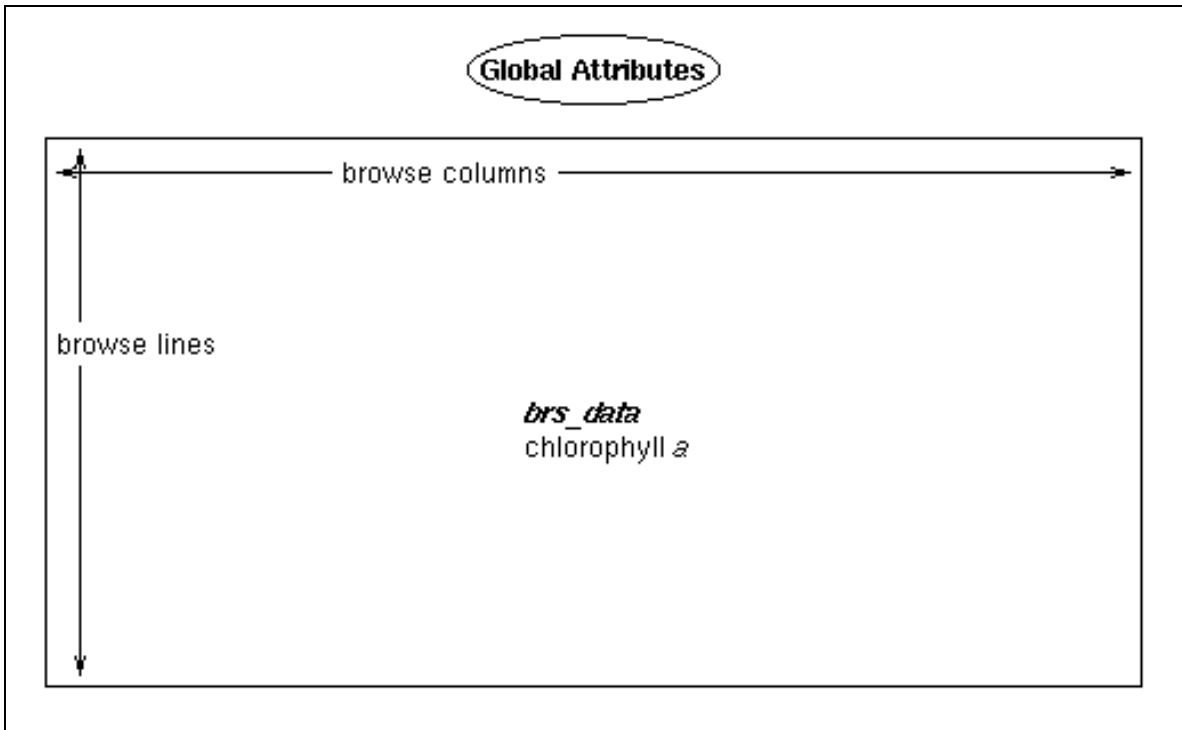 Global Attributes
browse columns
browse lines
brs_data
chlorophyll a